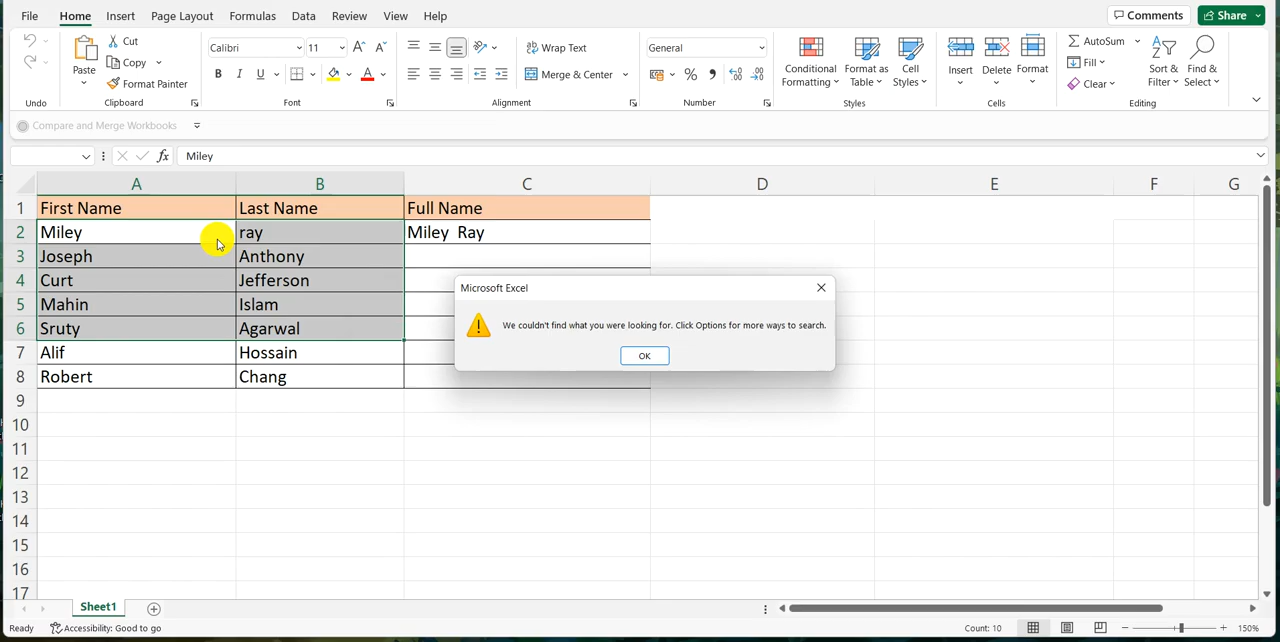 File Home Insert Page Layout Formulas Data Review View Help Comments Share
Paste Cut Copy Format Painter
Calibri 11
B I U A
Wrap Text
Merge & Center
General
%
Conditional Formatting Format as Table Cell Styles
Insert Delete Format
AutoSum
Fill
Clear
Sort & Filter Find & Select
Undo Clipboard Font Alignment Number Styles Cells Editing
Compare and Merge Workbooks
fx Miley
A B C D E F G
1 First Name Last Name Full Name
2 Miley ray Miley Ray
3 Joseph Anthony
4 Curt Jefferson
5 Mahin Islam
6 Sruty Agarwal
7 Alif Hossain
8 Robert Chang
9
10
11
12
13
14
15
16
17
Microsoft Excel
We couldn't find what you were looking for. Click Options for more ways to search.
OK
Sheet1
Ready Accessibility: Good to go Count: 10 150%